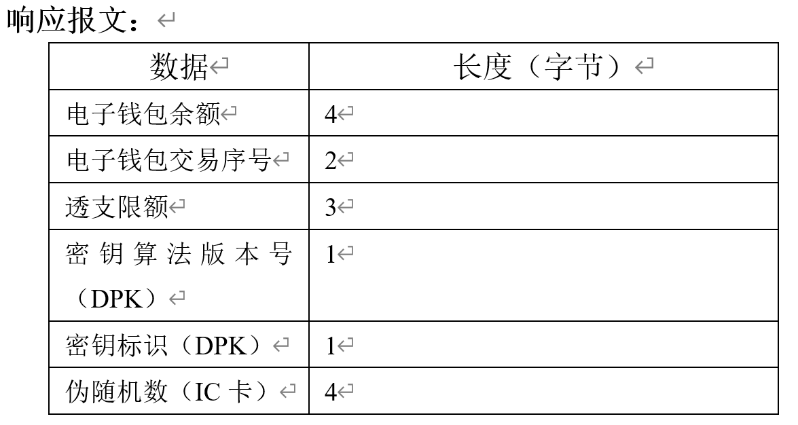 响应报文：
数据 长度（字节）
电子钱包余额 4
电子钱包交易序号 2
透支限额 3
密钥算法版本号 1
（DPK）
密钥标识（DPK） 1
伪随机数（IC 卡） 4